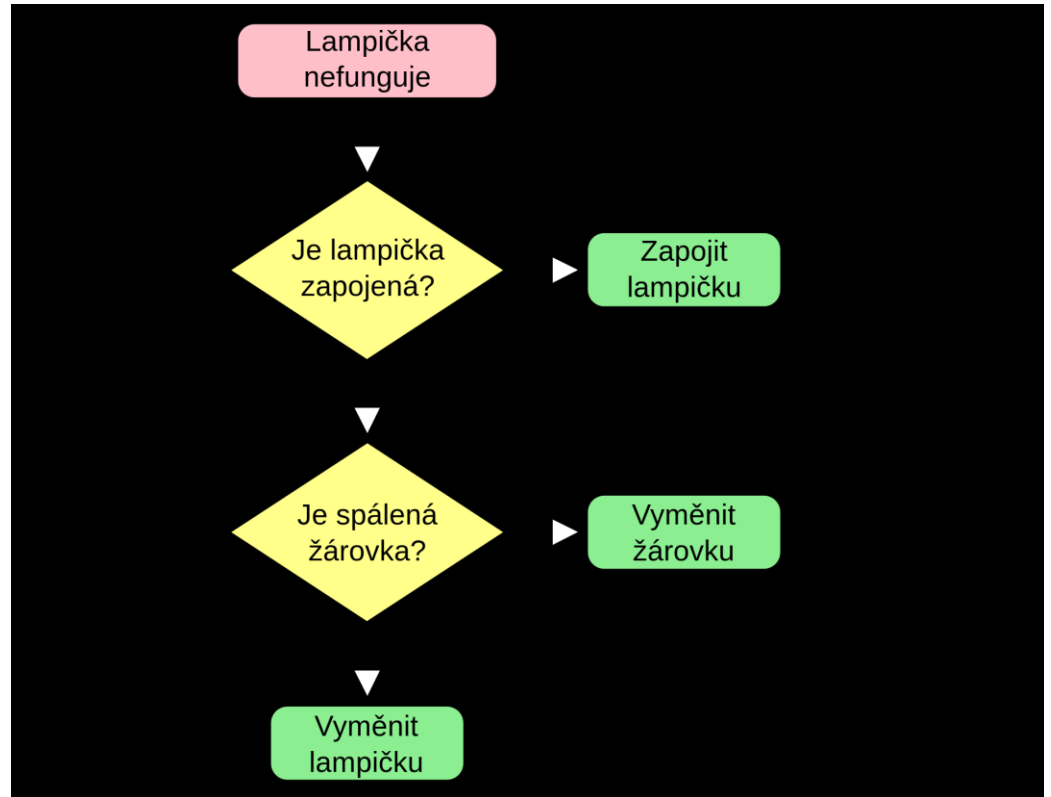 Lampička
nefunguje
Je lampička
zapojená?
Zapojit
lampičku
Je spálená
žárovka?
Vyměnit
žárovku
Vyměnit
lampičku